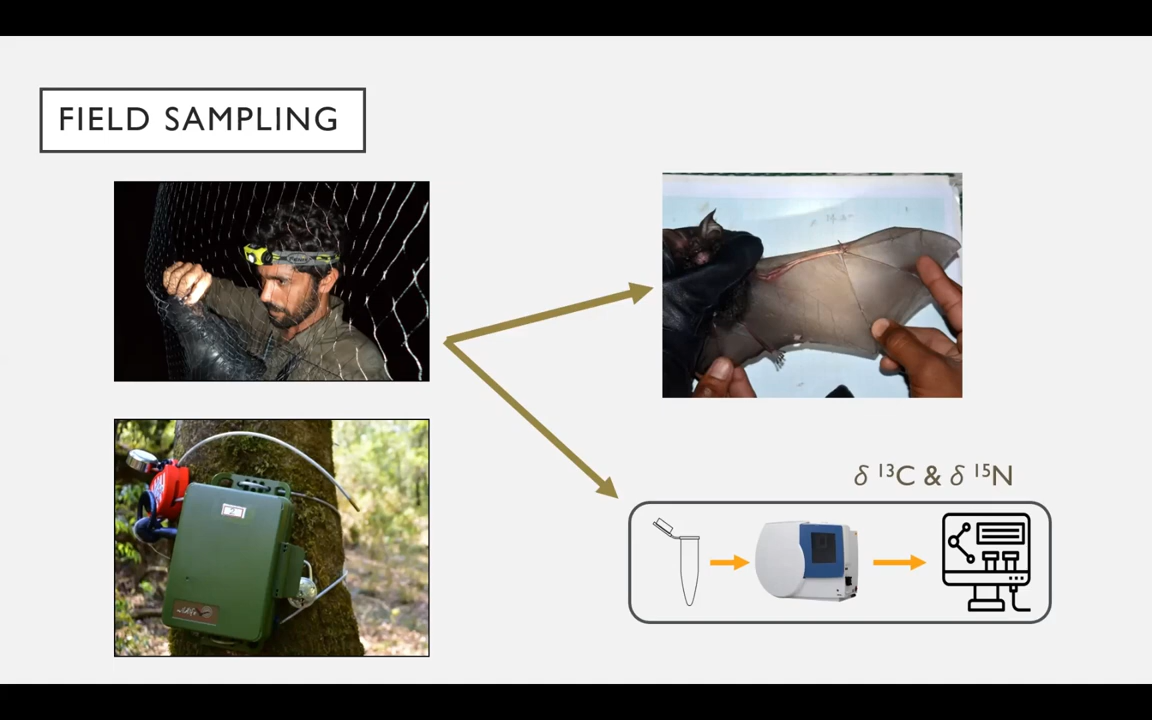 FIELD SAMPLING
δ ¹³C & δ ¹⁵N